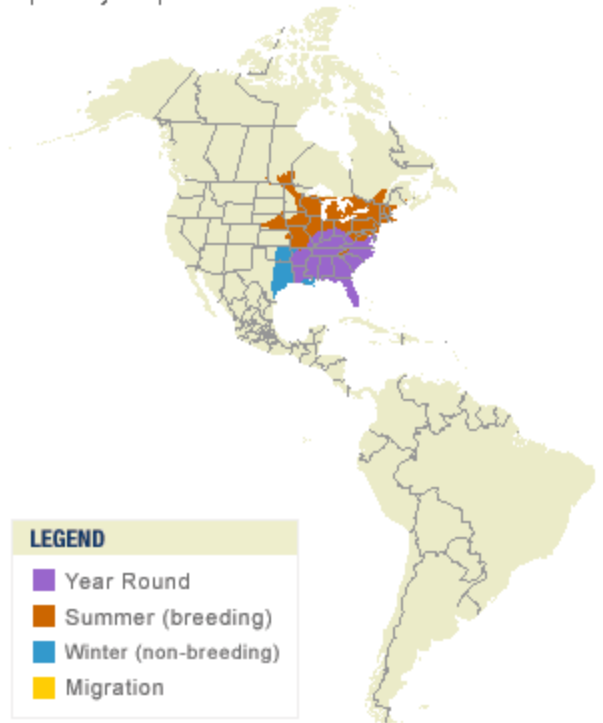 LEGEND
Year Round
Summer (breeding)
Winter (non-breeding)
Migration